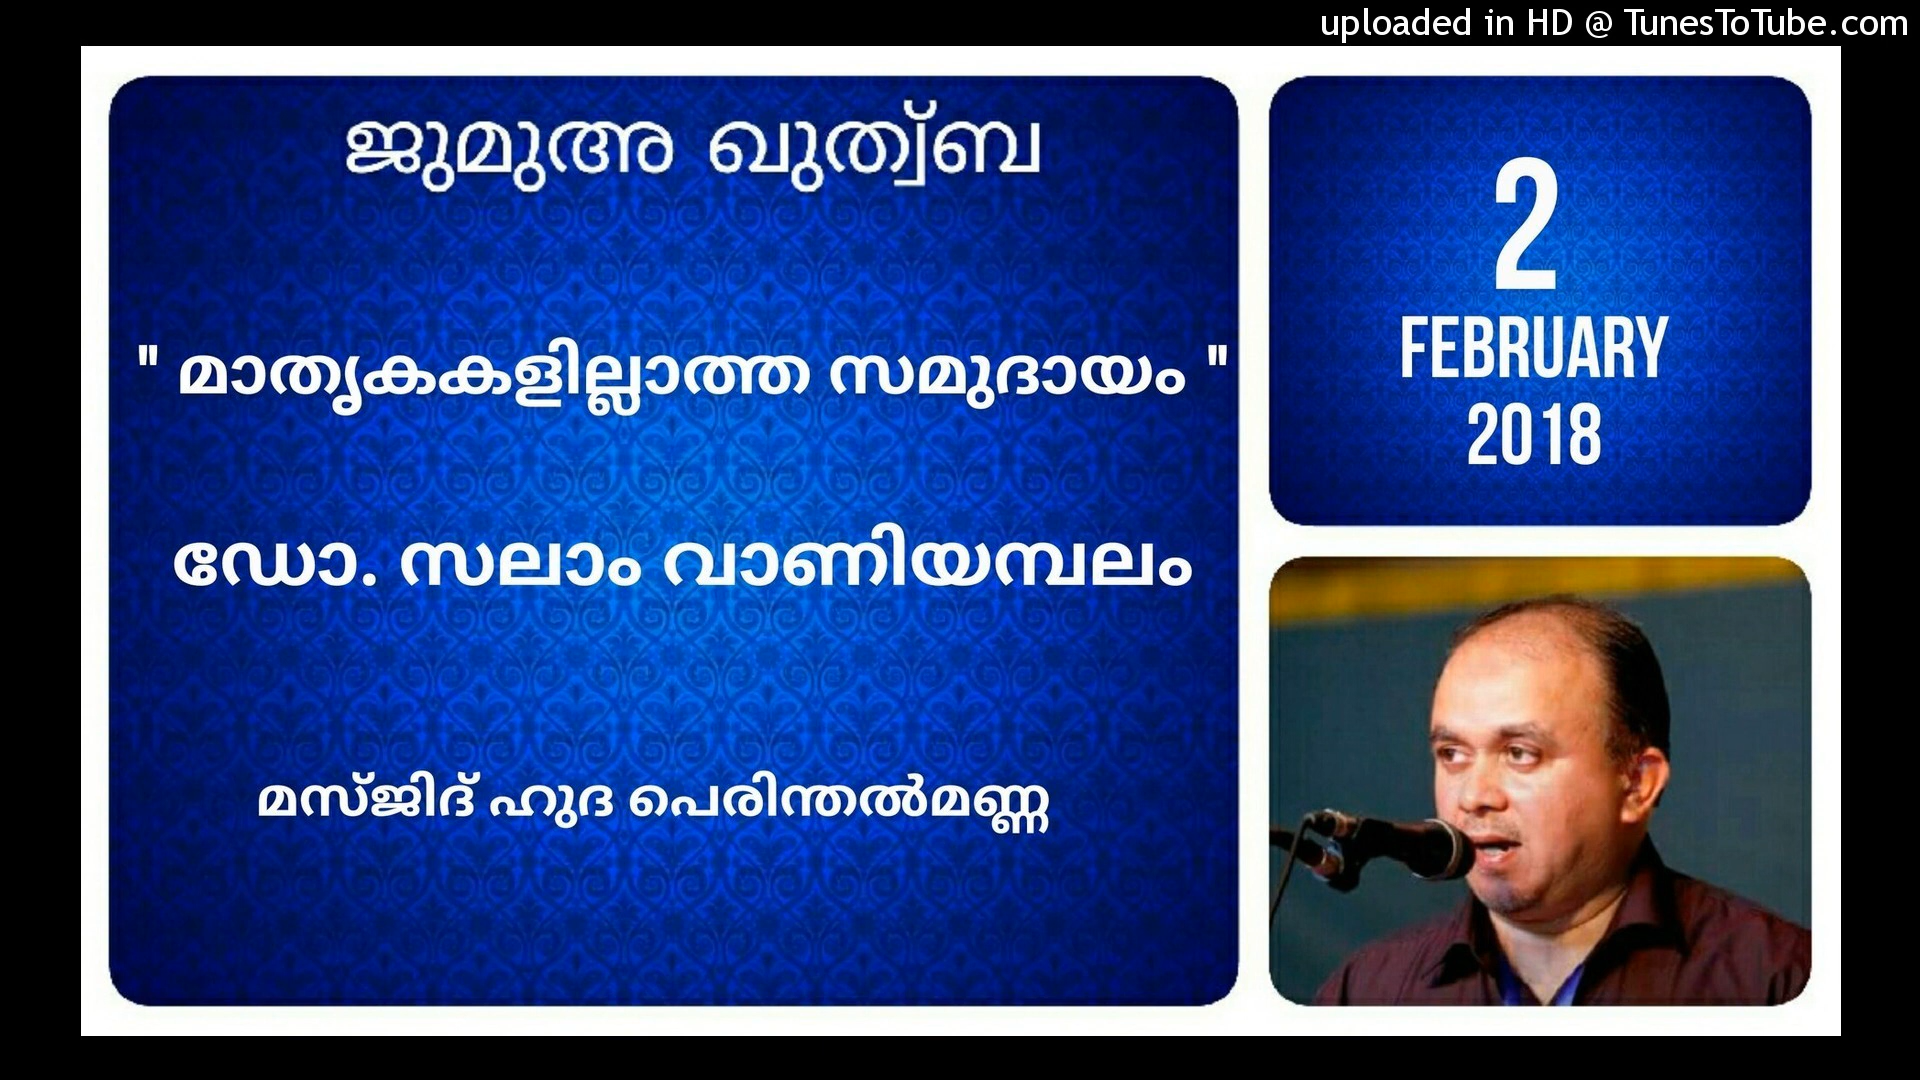 uploaded in HD @ TunesToTube.com
ജുമുഅ ഖുത്വ്ബ
" മാതൃകകളില്ലാത്ത സമുദായം "
ഡോ. സലാം വാണിയമ്പലം
മസ്ജിദ് ഹുദ പെരിന്തൽമണ്ണ
2
FEBRUARY
2018